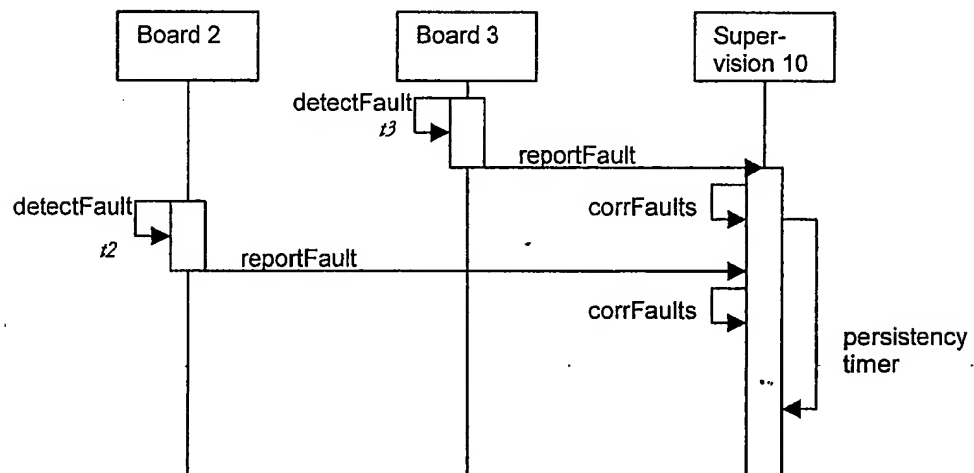 Board 2
Board 3
Super-
vision 10
detectFault
t3
reportFault
detectFault
t2
corrFaults
reportFault
corrFaults
persistency
timer